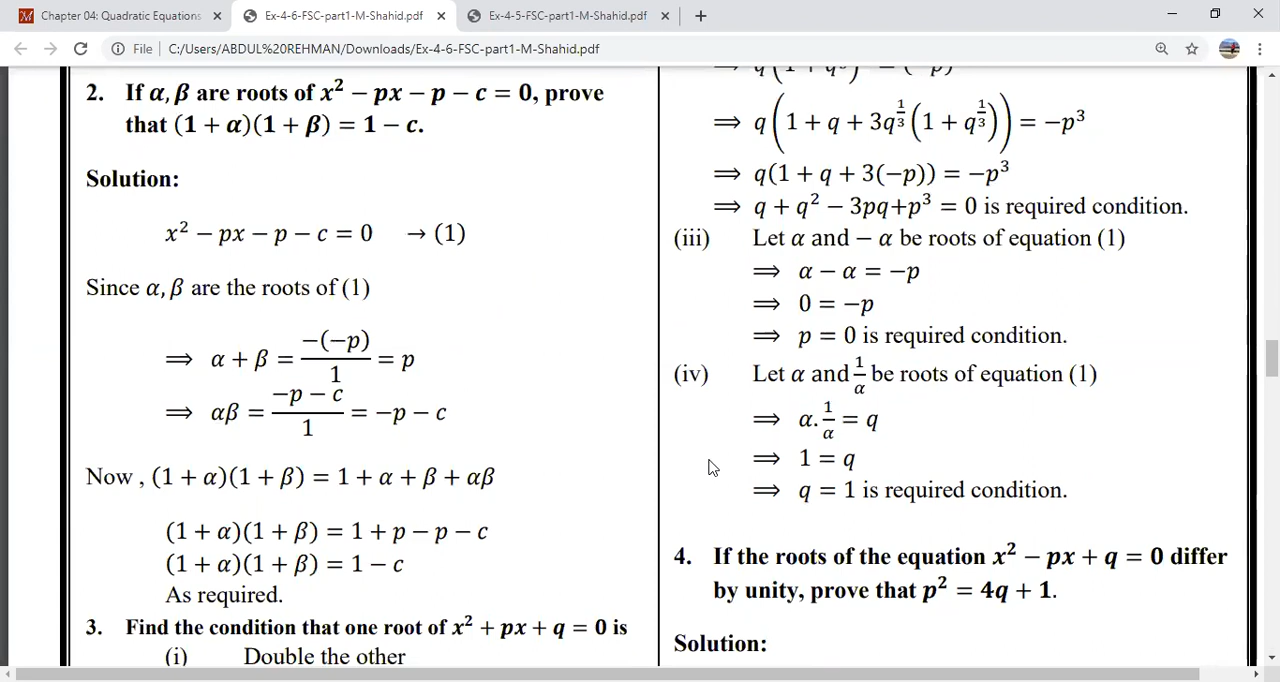 Chapter 04: Quadratic Equations
Ex-4-6-FSC-part1-M-Shahid.pdf
Ex-4-5-FSC-part1-M-Shahid.pdf
File
C:/Users/ABDUL%20REHMAN/Downloads/Ex-4-6-FSC-part1-M-Shahid.pdf
2. If α, β are roots of x² − px − p − c = 0, prove
that (1 + α)(1 + β) = 1 − c.
Solution:
x² − px − p − c = 0 → (1)
Since α, β are the roots of (1)
⟹ α + β = −(−p)/1 = p
⟹ αβ = (−p − c)/1 = −p − c
Now , (1 + α)(1 + β) = 1 + α + β + αβ
(1 + α)(1 + β) = 1 + p − p − c
(1 + α)(1 + β) = 1 − c
As required.
3. Find the condition that one root of x² + px + q = 0 is
(i) Double the other
⟹ q(1 + q + 3q^(1/3)(1 + q^(1/3))) = −p³
⟹ q(1 + q + 3(−p)) = −p³
⟹ q + q² − 3pq+p³ = 0 is required condition.
(iii) Let α and − α be roots of equation (1)
⟹ α − α = −p
⟹ 0 = −p
⟹ p = 0 is required condition.
(iv) Let α and 1/α be roots of equation (1)
⟹ α. 1/α = q
⟹ 1 = q
⟹ q = 1 is required condition.
4. If the roots of the equation x² − px + q = 0 differ
by unity, prove that p² = 4q + 1.
Solution: